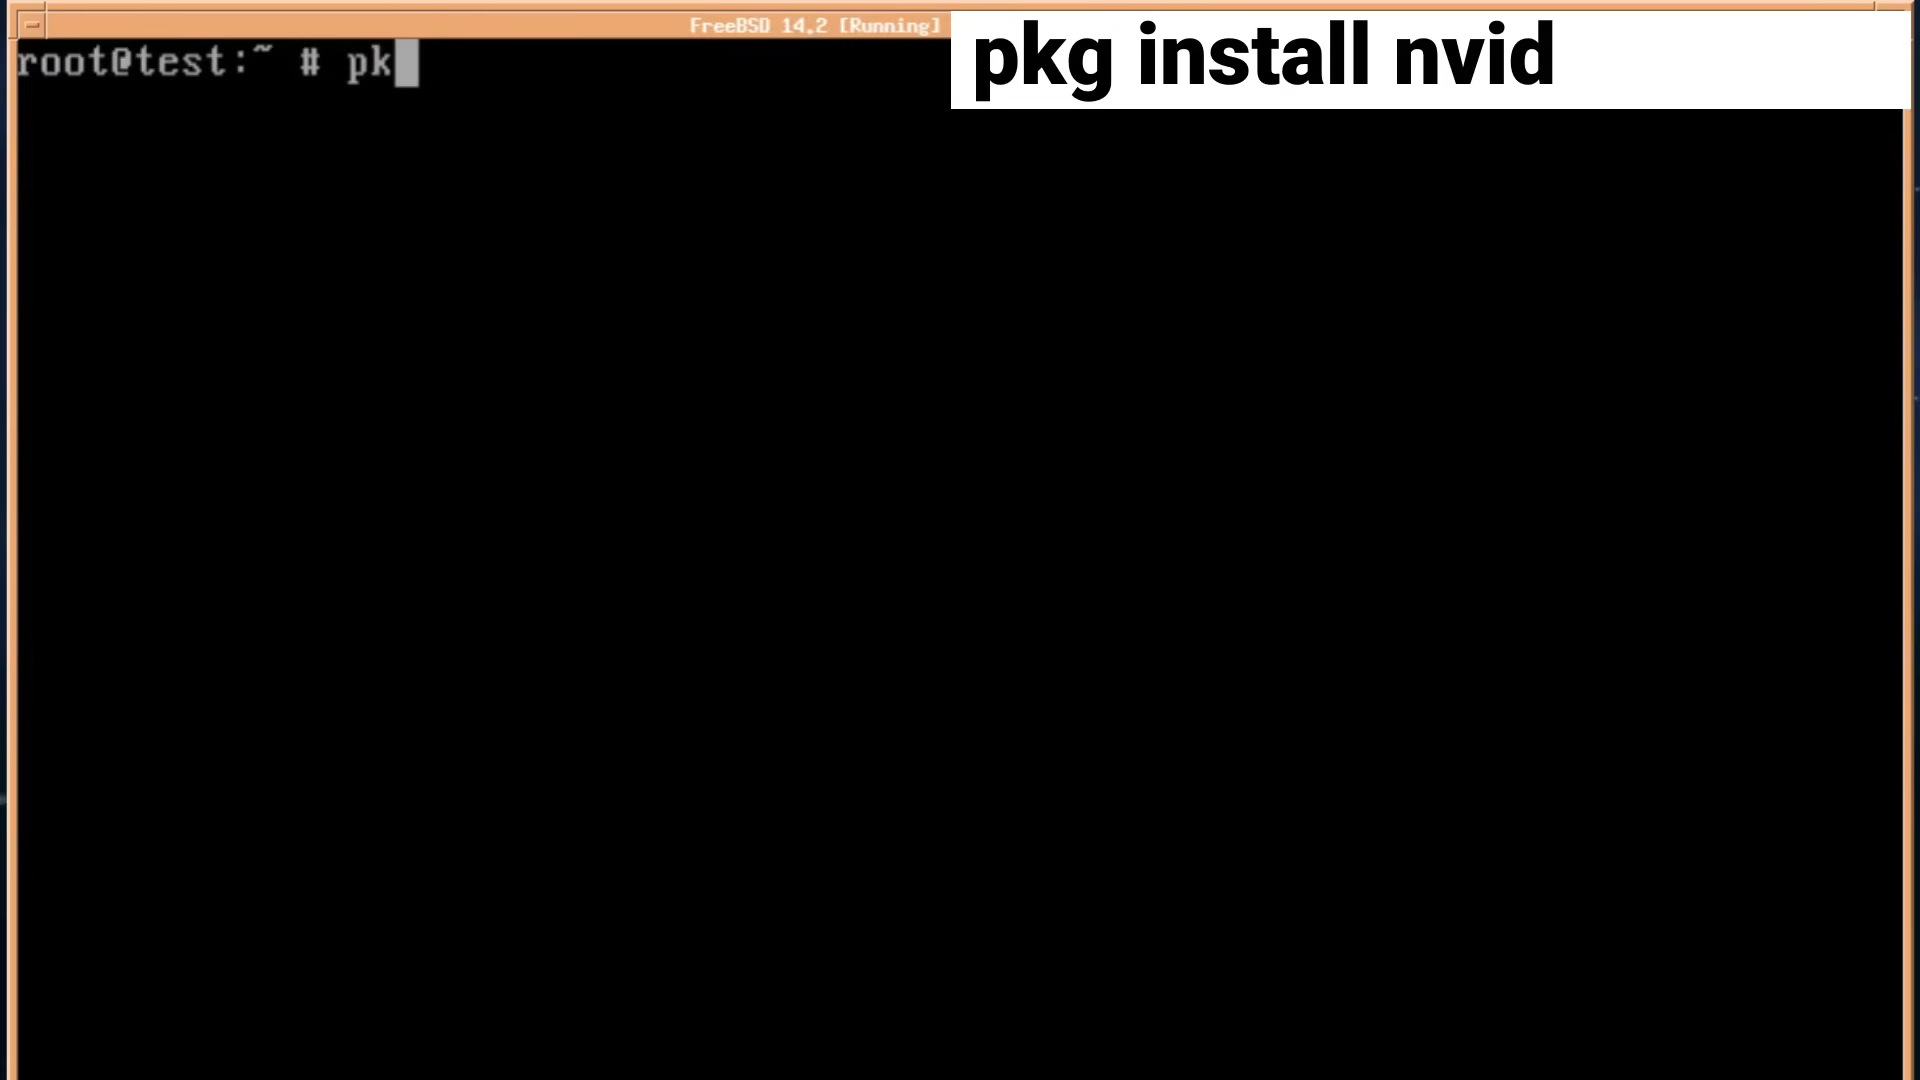 FreeBSD 14.2 [Running]
pkg install nvid
root@test:~ # pk